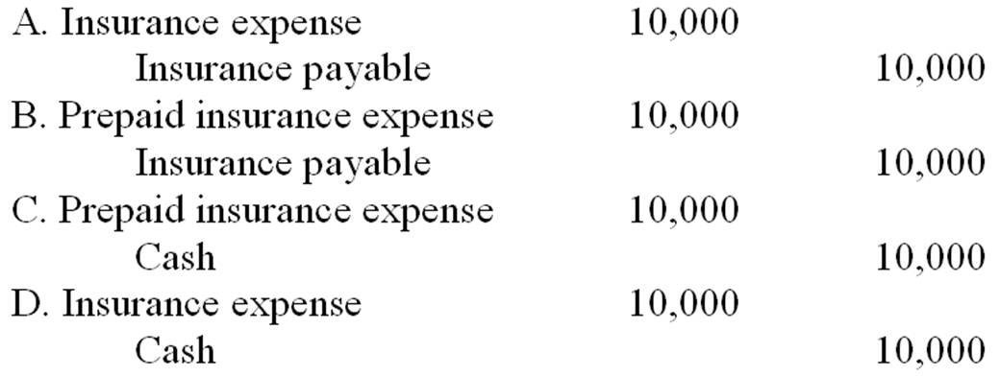 A. Insurance expense 10,000
Insurance payable 10,000
B. Prepaid insurance expense 10,000
Insurance payable 10,000
C. Prepaid insurance expense 10,000
Cash 10,000
D. Insurance expense 10,000
Cash 10,000